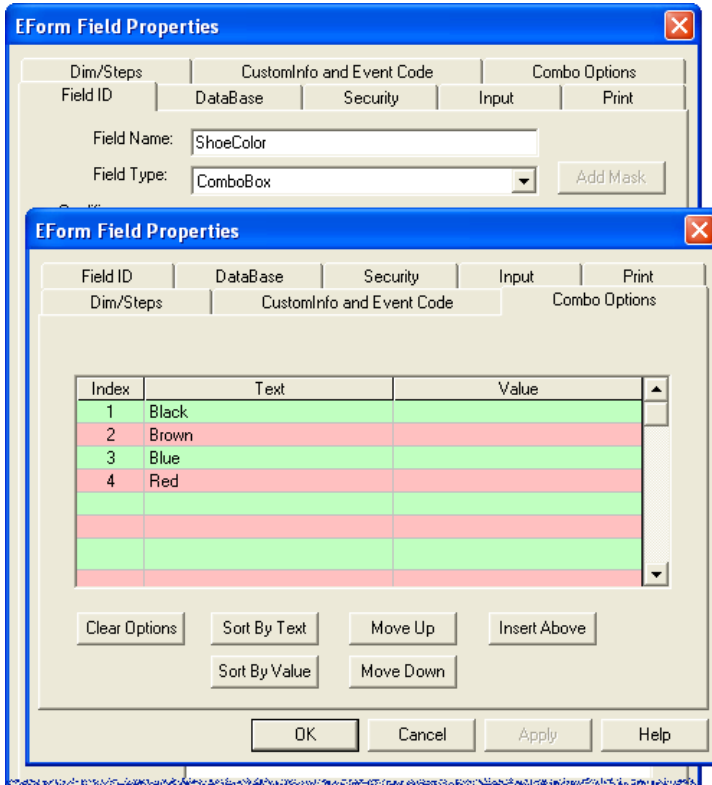 EForm Field Properties
Dim/Steps CustomInfo and Event Code Combo Options
Field ID DataBase Security Input Print
Field Name: ShoeColor
Field Type: ComboBox Add Mask
EForm Field Properties
Field ID DataBase Security Input Print
Dim/Steps CustomInfo and Event Code Combo Options
Index Text Value
1 Black
2 Brown
3 Blue
4 Red
Clear Options Sort By Text Move Up Insert Above
Sort By Value Move Down
OK Cancel Apply Help